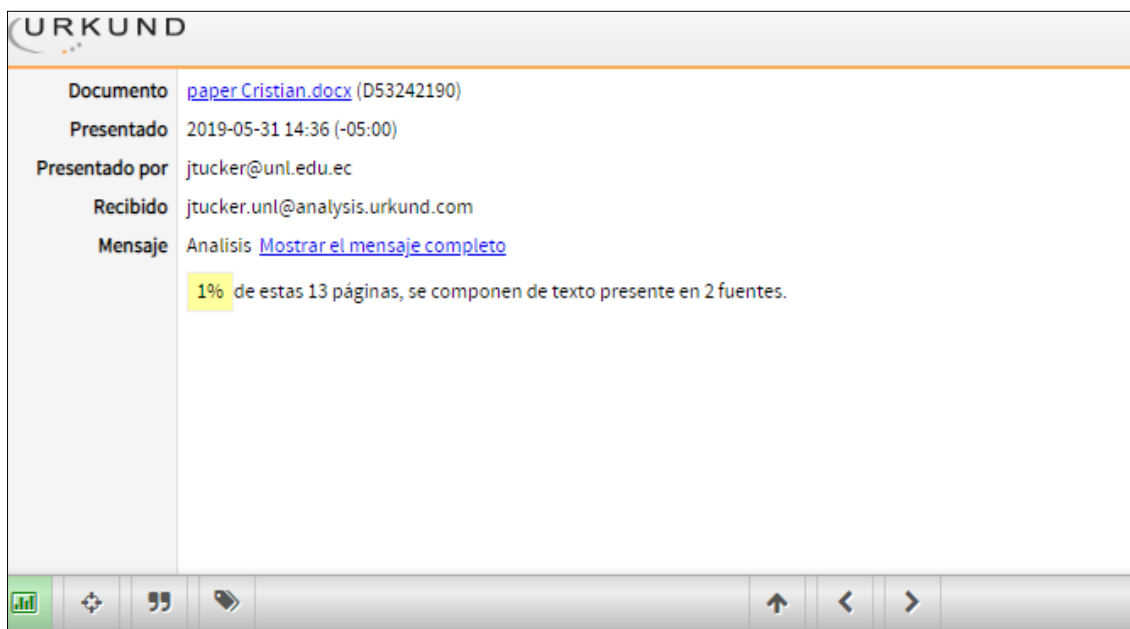 URKUND
Documento paper Cristian.docx (D53242190)
Presentado 2019-05-31 14:36 (-05:00)
Presentado por jtucker@unl.edu.ec
Recibido jtucker.unl@analysis.urkund.com
Mensaje Analisis Mostrar el mensaje completo
1% de estas 13 páginas, se componen de texto presente en 2 fuentes.